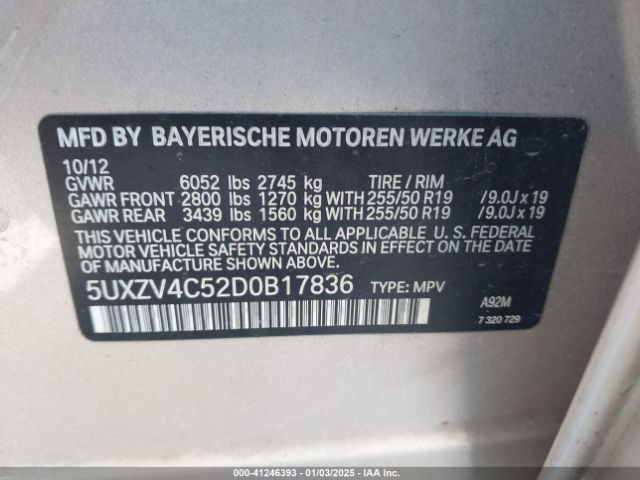 MFD BY BAYERISCHE MOTOREN WERKE AG
10/12
GVWR 6052 lbs 2745 kg TIRE / RIM
GAWR FRONT 2800 lbs 1270 kg WITH 255/50 R19 /9.0J x 19
GAWR REAR 3439 lbs 1560 kg WITH 255/50 R19 /9.0J x 19
THIS VEHICLE CONFORMS TO ALL APPLICABLE U. S. FEDERAL
MOTOR VEHICLE SAFETY STANDARDS IN EFFECT ON THE DATE
OF MANUFACTURE SHOWN ABOVE.
5UXZV4C52D0B17836 TYPE: MPV
A92M
7 320 729
000-41246393 - 01/03/2025 - IAAI.COM